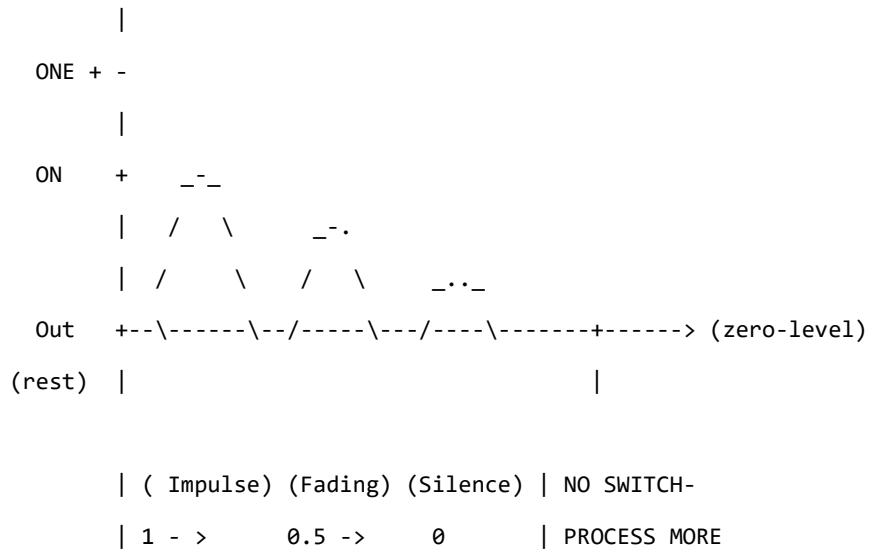 |
ONE + -
|
ON + _-_
| / \ _-.
| / \ / \ _.._
Out +--\------\--/-----\---/----\-------+------> (zero-level)
(rest) | |
| ( Impulse) (Fading) (Silence) | NO SWITCH-
| 1 - > 0.5 -> 0 | PROCESS MORE